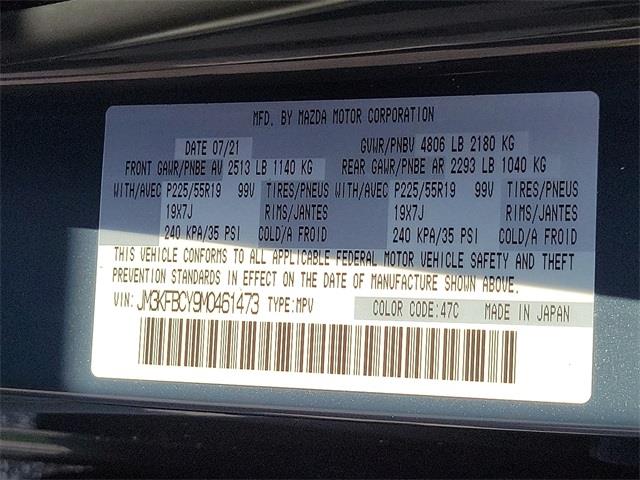 MFD. BY MAZDA MOTOR CORPORATION
DATE 07/21 GVWR/PNBV 4806 LB 2180 KG
FRONT GAWR/PNBE AV 2513 LB 1140 KG REAR GAWR/PNBE AR 2293 LB 1040 KG
WITH/AVEC P225/55R19 99V TIRES/PNEUS WITH/AVEC P225/55R19 99V TIRES/PNEUS
19X7J RIMS/JANTES 19X7J RIMS/JANTES
240 KPA/35 PSI COLD/A FROID 240 KPA/35 PSI COLD/A FROID
THIS VEHICLE CONFORMS TO ALL APPLICABLE FEDERAL MOTOR VEHICLE SAFETY AND THEFT
PREVENTION STANDARDS IN EFFECT ON THE DATE OF MANUFACTURE SHOWN ABOVE.
VIN: JM3KFBCY9M0461473 TYPE:MPV COLOR CODE:47C MADE IN JAPAN